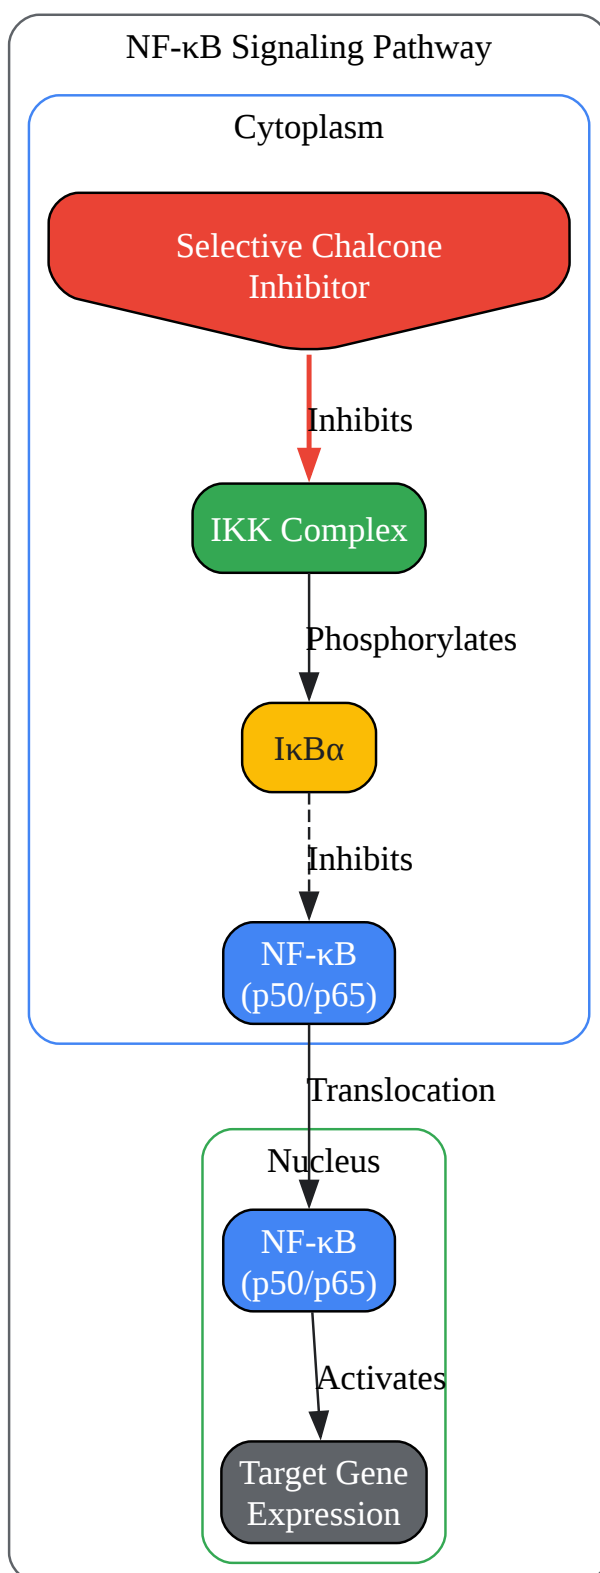 NF-κB Signaling Pathway
Cytoplasm
Selective Chalcone
Inhibitor
Inhibits
IKK Complex
Phosphorylates
IκBα
Inhibits
NF-κB
(p50/p65)
Translocation
Nucleus
NF-κB
(p50/p65)
Activates
Target Gene
Expression